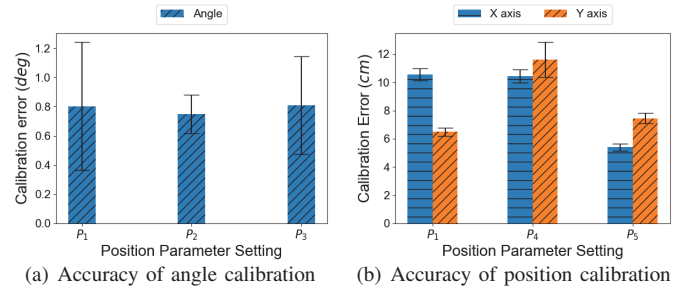 Angle
Calibration error (deg)
1.2
1.0
0.8
0.6
0.4
0.2
0.0
P1 P2 P3
Position Parameter Setting
(a) Accuracy of angle calibration
X axis Y axis
Calibration Error (cm)
12
10
8
6
4
2
0
P1 P4 P5
Position Parameter Setting
(b) Accuracy of position calibration